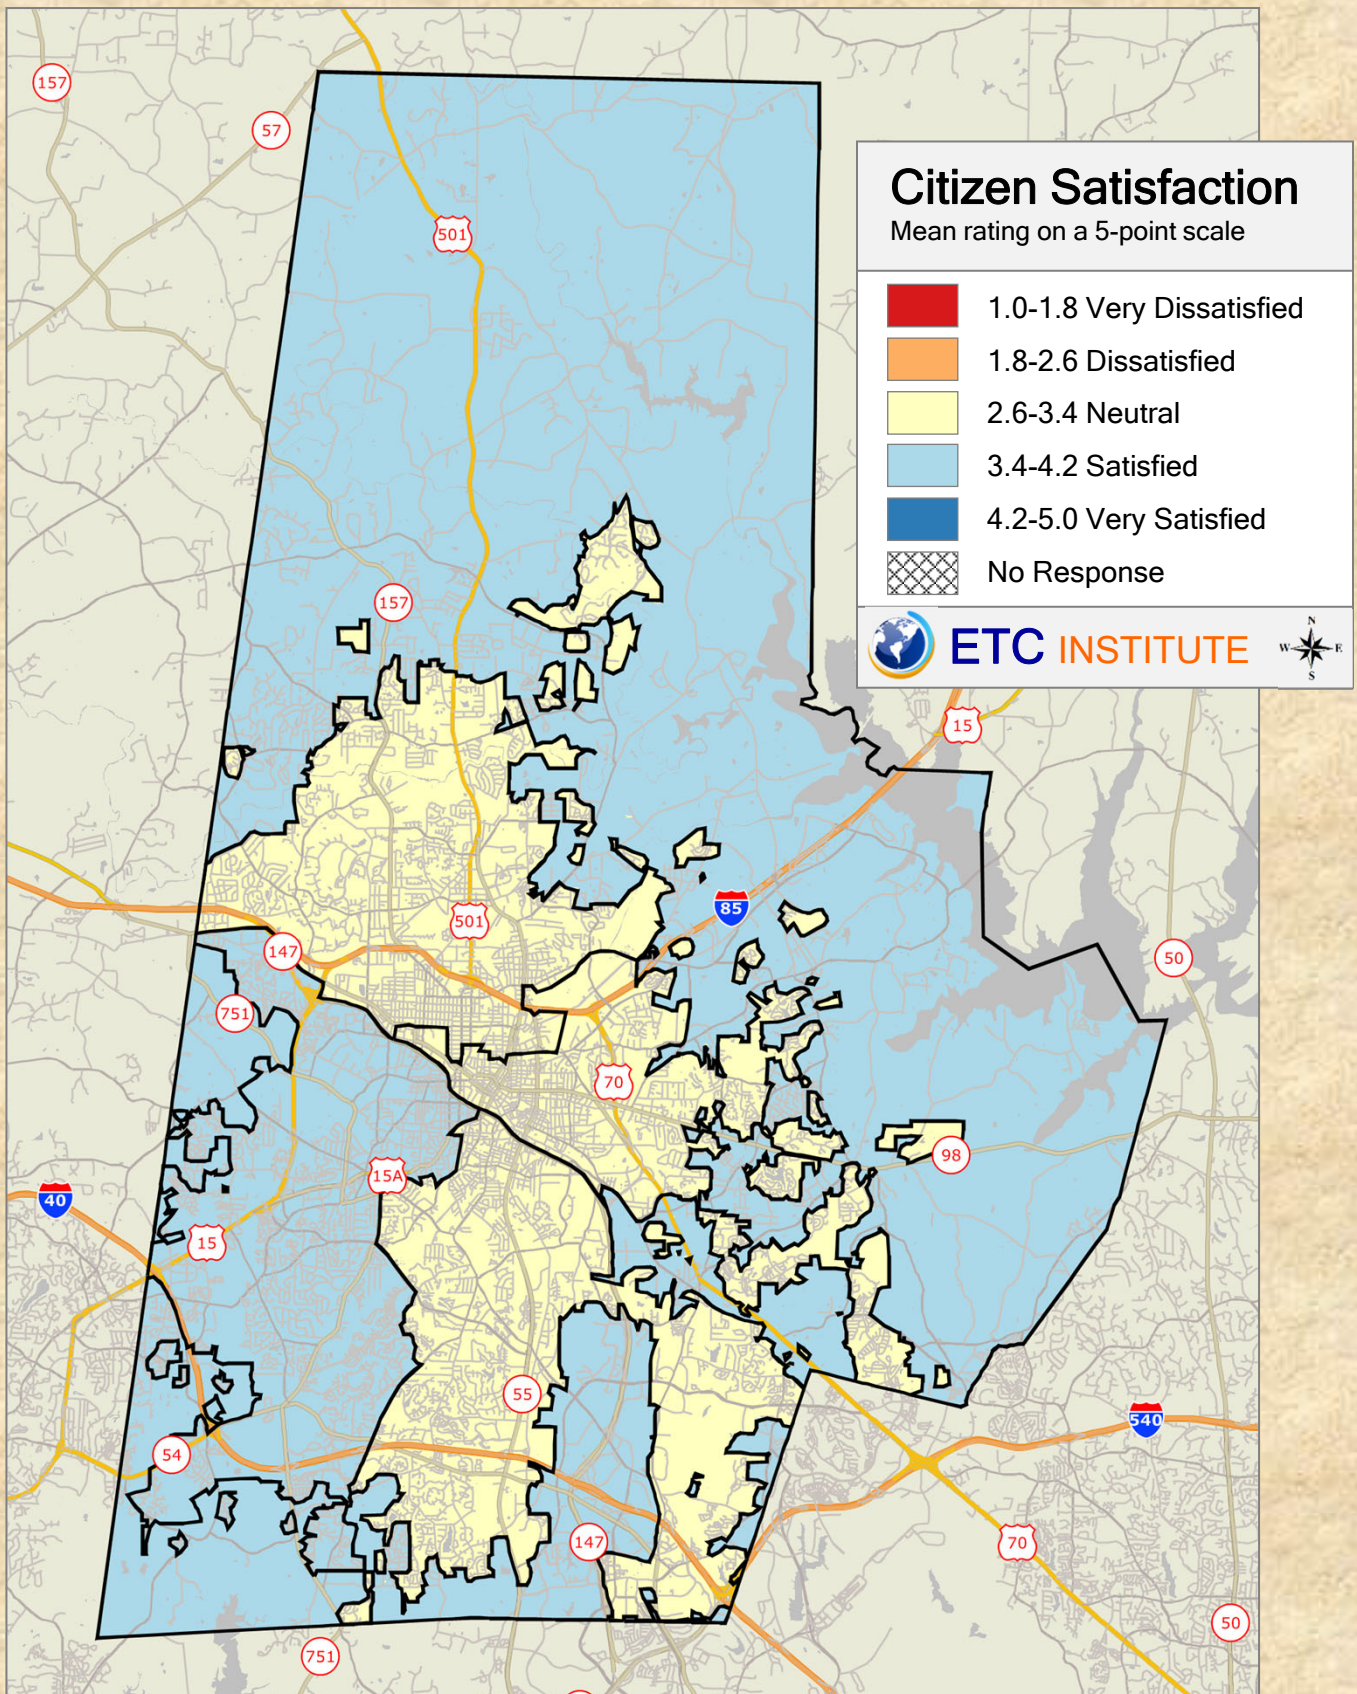 157
57
501
Citizen Satisfaction
Mean rating on a 5-point scale
1.0-1.8 Very Dissatisfied
1.8-2.6 Dissatisfied
2.6-3.4 Neutral
3.4-4.2 Satisfied
4.2-5.0 Very Satisfied
No Response
ETC INSTITUTE
N
W E
S
157
15
85
501
147
50
751
70
98
15A
40
15
55
540
54
147
70
50
751